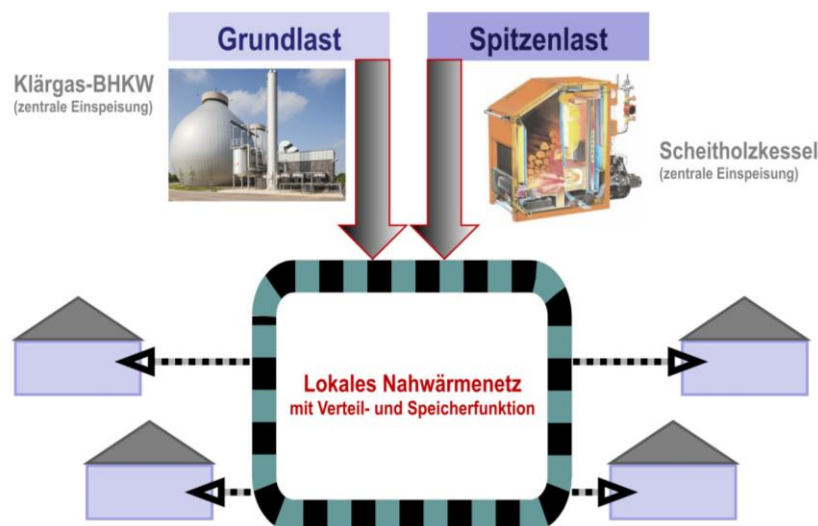 Grundlast
Spitzenlast
Klärgas-BHKW
(zentrale Einspeisung)
Scheitholzkessel
(zentrale Einspeisung)
Lokales Nahwärmenetz
mit Verteil- und Speicherfunktion